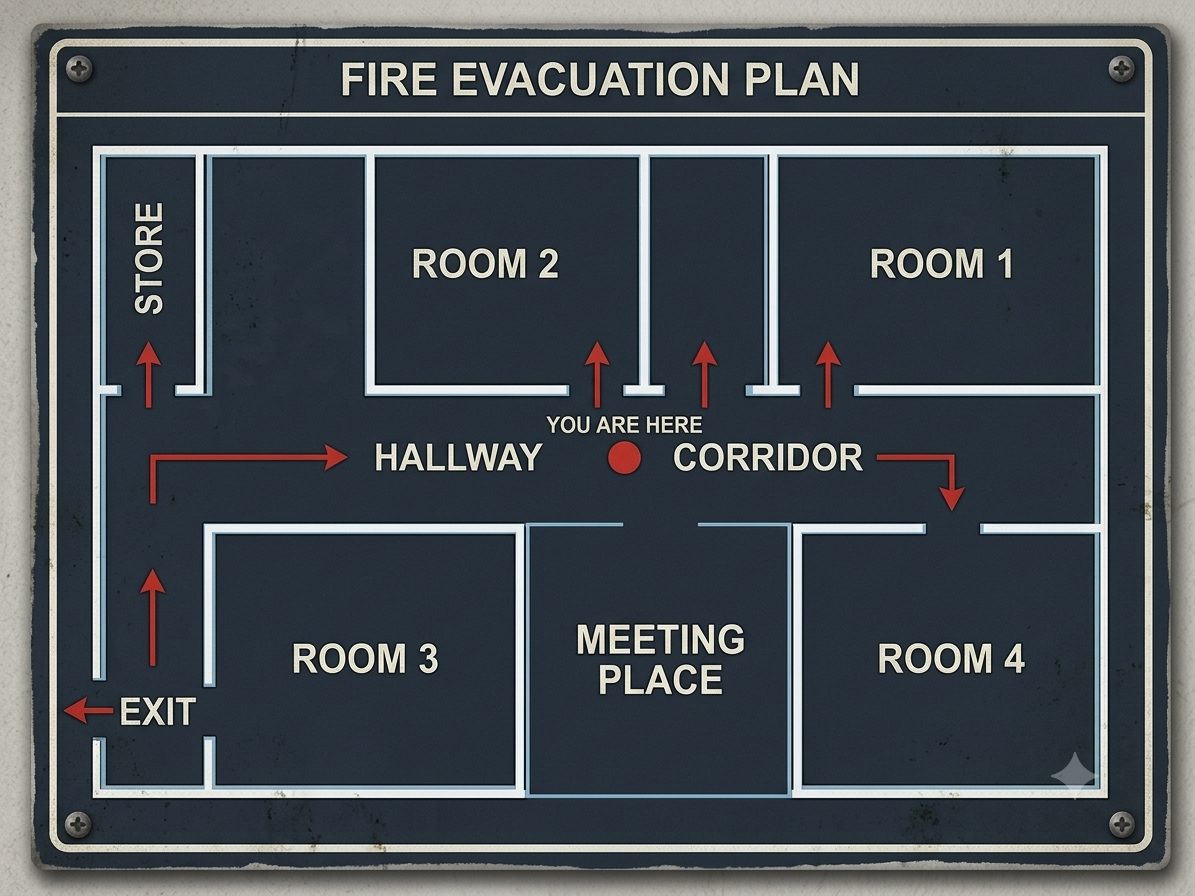 FIRE EVACUATION PLAN
STORE
ROOM 2
ROOM 1
YOU ARE HERE
HALLWAY
CORRIDOR
ROOM 3
MEETING
PLACE
ROOM 4
EXIT